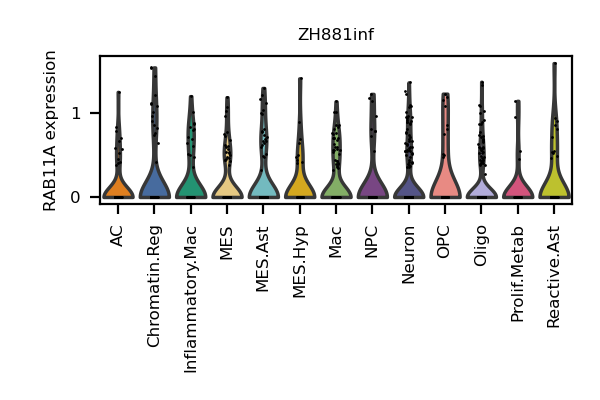 ZH881inf
RAB11A expression
1
0
AC
Chromatin.Reg
Inflammatory.Mac
MES
MES.Ast
MES.Hyp
Mac
NPC
Neuron
OPC
Oligo
Prolif.Metab
Reactive.Ast